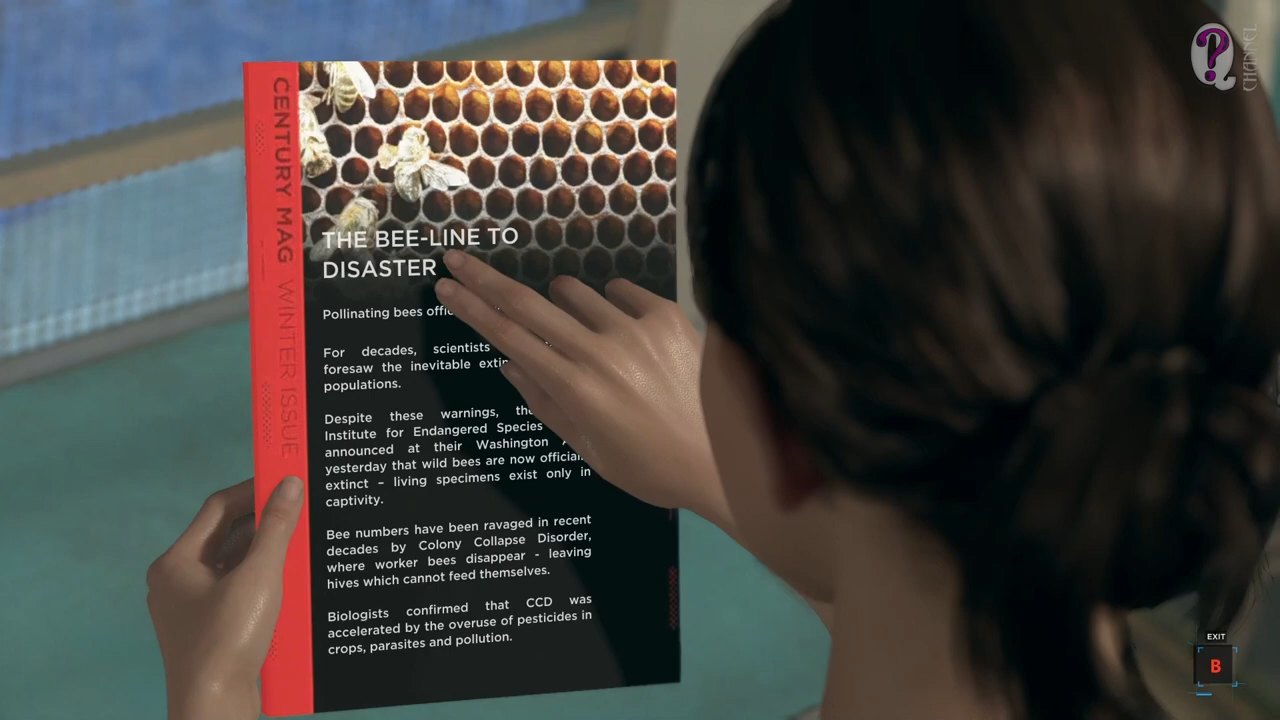 CENTURY MAG WINTER ISSUE
THE BEE-LINE TO
DISASTER
Pollinating bees
For decades, scientists
foresaw the inevitable
populations.
Despite these warnings,
Institute for Endangered Species
announced at their Washington
yesterday that wild bees are now
extinct – living specimens exist only in
captivity.
Bee numbers have been ravaged in recent
decades by Colony Collapse Disorder,
where worker bees disappear - leaving
hives which cannot feed themselves.
Biologists confirmed that CCD was
accelerated by the overuse of pesticides in
crops, parasites and pollution.
? CHANNEL
EXIT
B